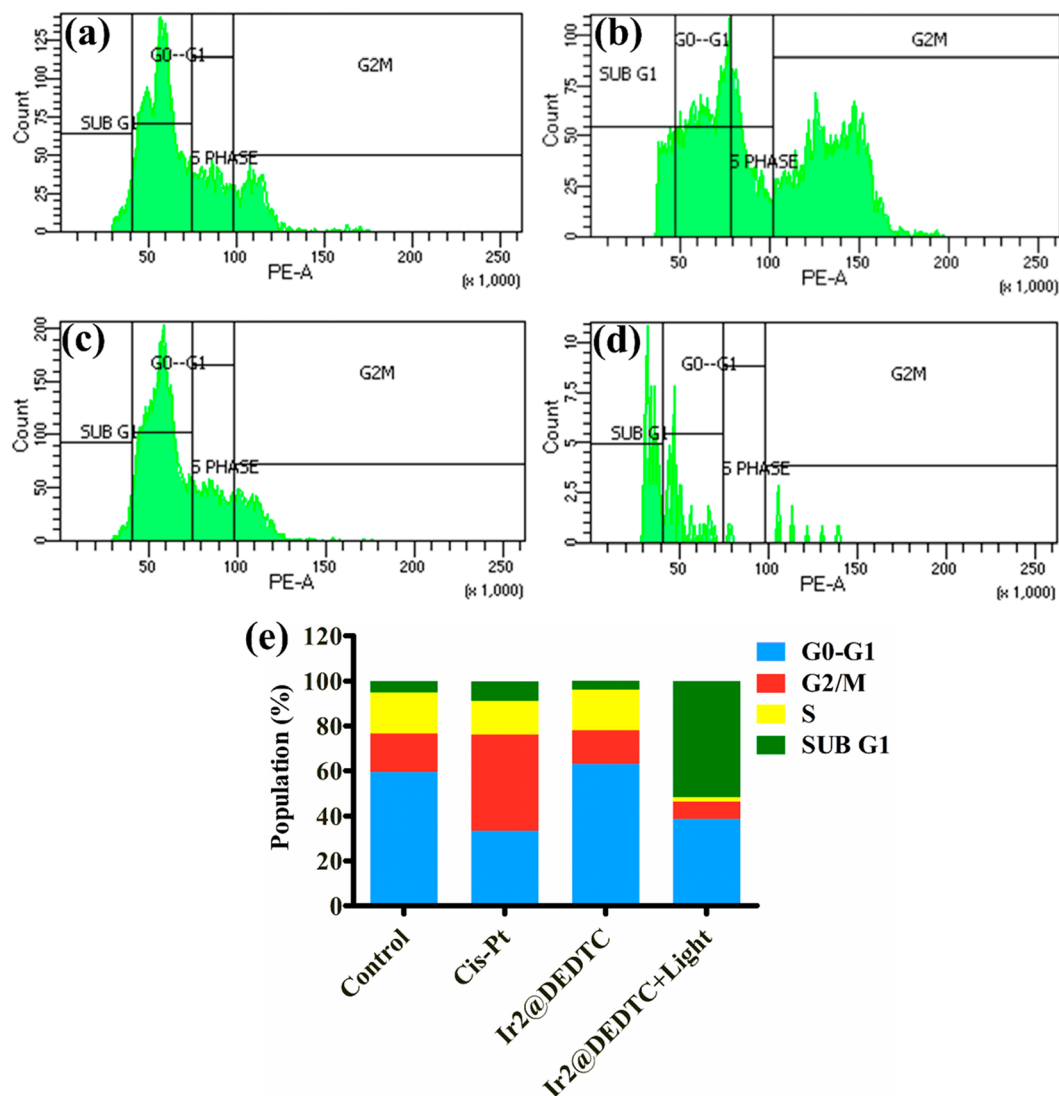 (a)
Count
125
100
75
50
25
0
SUB G1
G0--G1
S PHASE
G2M
50 100 150 200 250
PE-A
(x 1,000)
(b)
Count
100
75
50
25
0
SUB G1
G0--G1
S PHASE
G2M
50 100 150 200 250
PE-A
(x 1,000)
(c)
Count
200
150
100
50
0
SUB G1
G0--G1
S PHASE
G2M
50 100 150 200 250
PE-A
(x 1,000)
(d)
Count
10
7.5
5
2.5
0
SUB G1
G0--G1
S PHASE
G2M
50 100 150 200 250
PE-A
(x 1,000)
(e)
Population (%)
120
100
80
60
40
20
0
Control
Cis-Pt
Ir2@DEDTC
Ir2@DEDTC+Light
G0-G1
G2/M
S
SUB G1